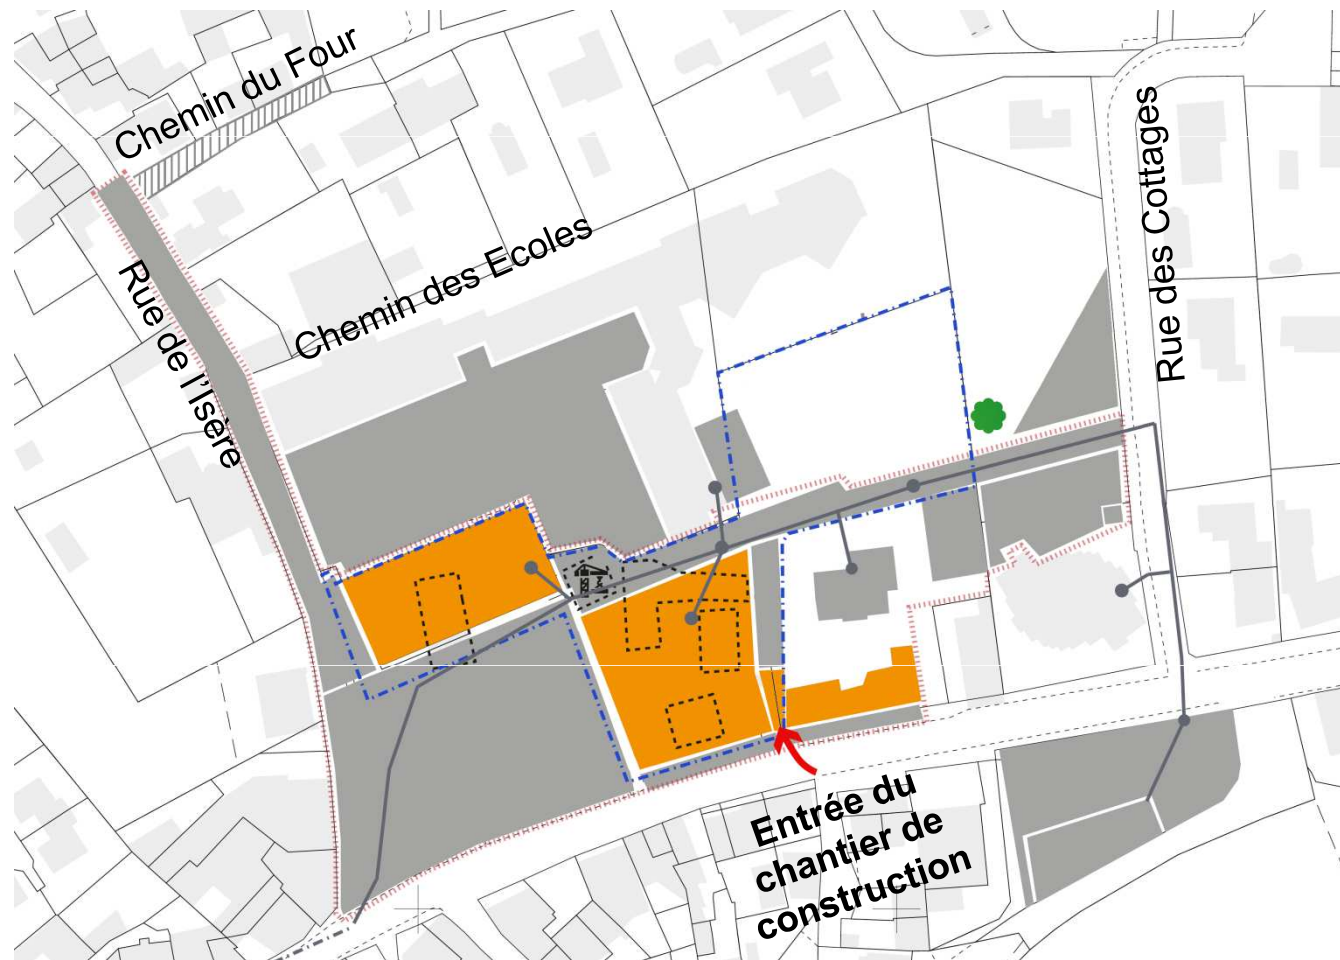 Chemin du Four
Rue des Cottages
Chemin des Ecoles
Rue de l'Isère
Entrée du
chantier de
construction